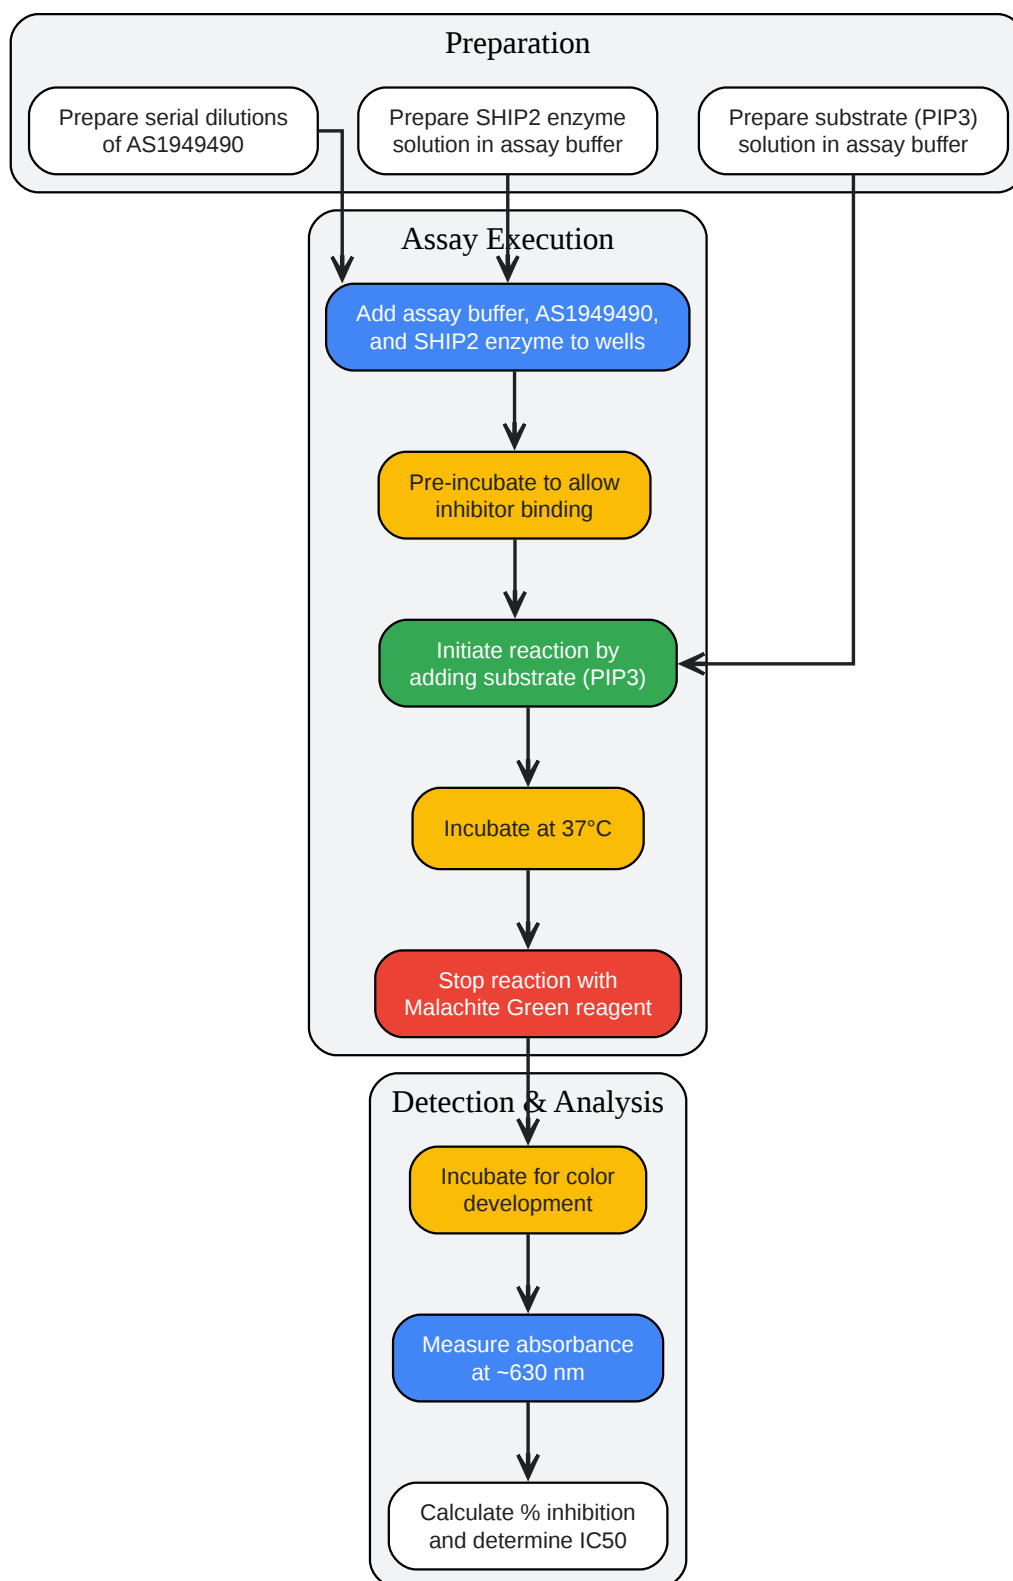 Preparation
Prepare serial dilutions
of AS1949490
Prepare SHIP2 enzyme
solution in assay buffer
Prepare substrate (PIP3)
solution in assay buffer
Assay Execution
Add assay buffer, AS1949490,
and SHIP2 enzyme to wells
Pre-incubate to allow
inhibitor binding
Initiate reaction by
adding substrate (PIP3)
Incubate at 37°C
Stop reaction with
Malachite Green reagent
Detection & Analysis
Incubate for color
development
Measure absorbance
at ~630 nm
Calculate % inhibition
and determine IC50